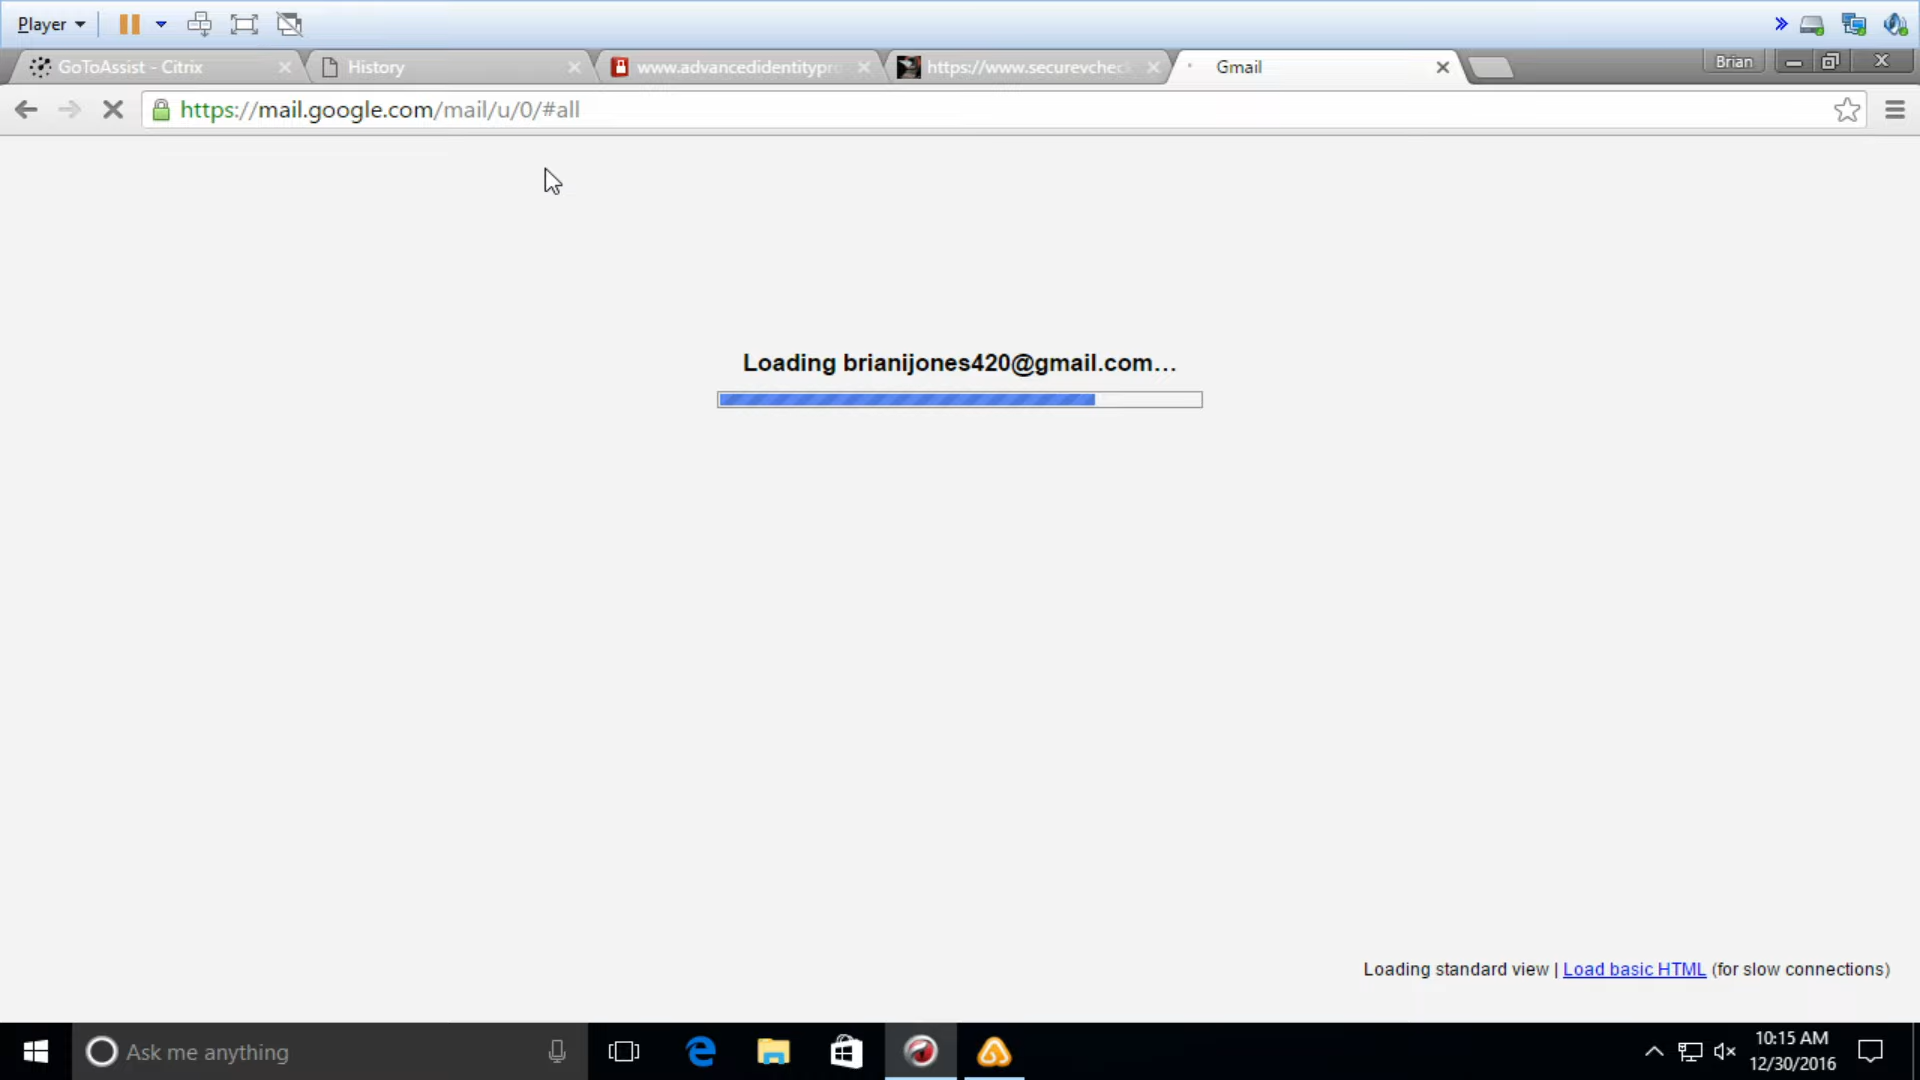 Player
GoToAssist - Citrix
History
www.advancedidentitypro
https://www.securevchec
Gmail
Brian
https://mail.google.com/mail/u/0/#all
Loading brianijones420@gmail.com…
Loading standard view | Load basic HTML (for slow connections)
Ask me anything
10:15 AM
12/30/2016